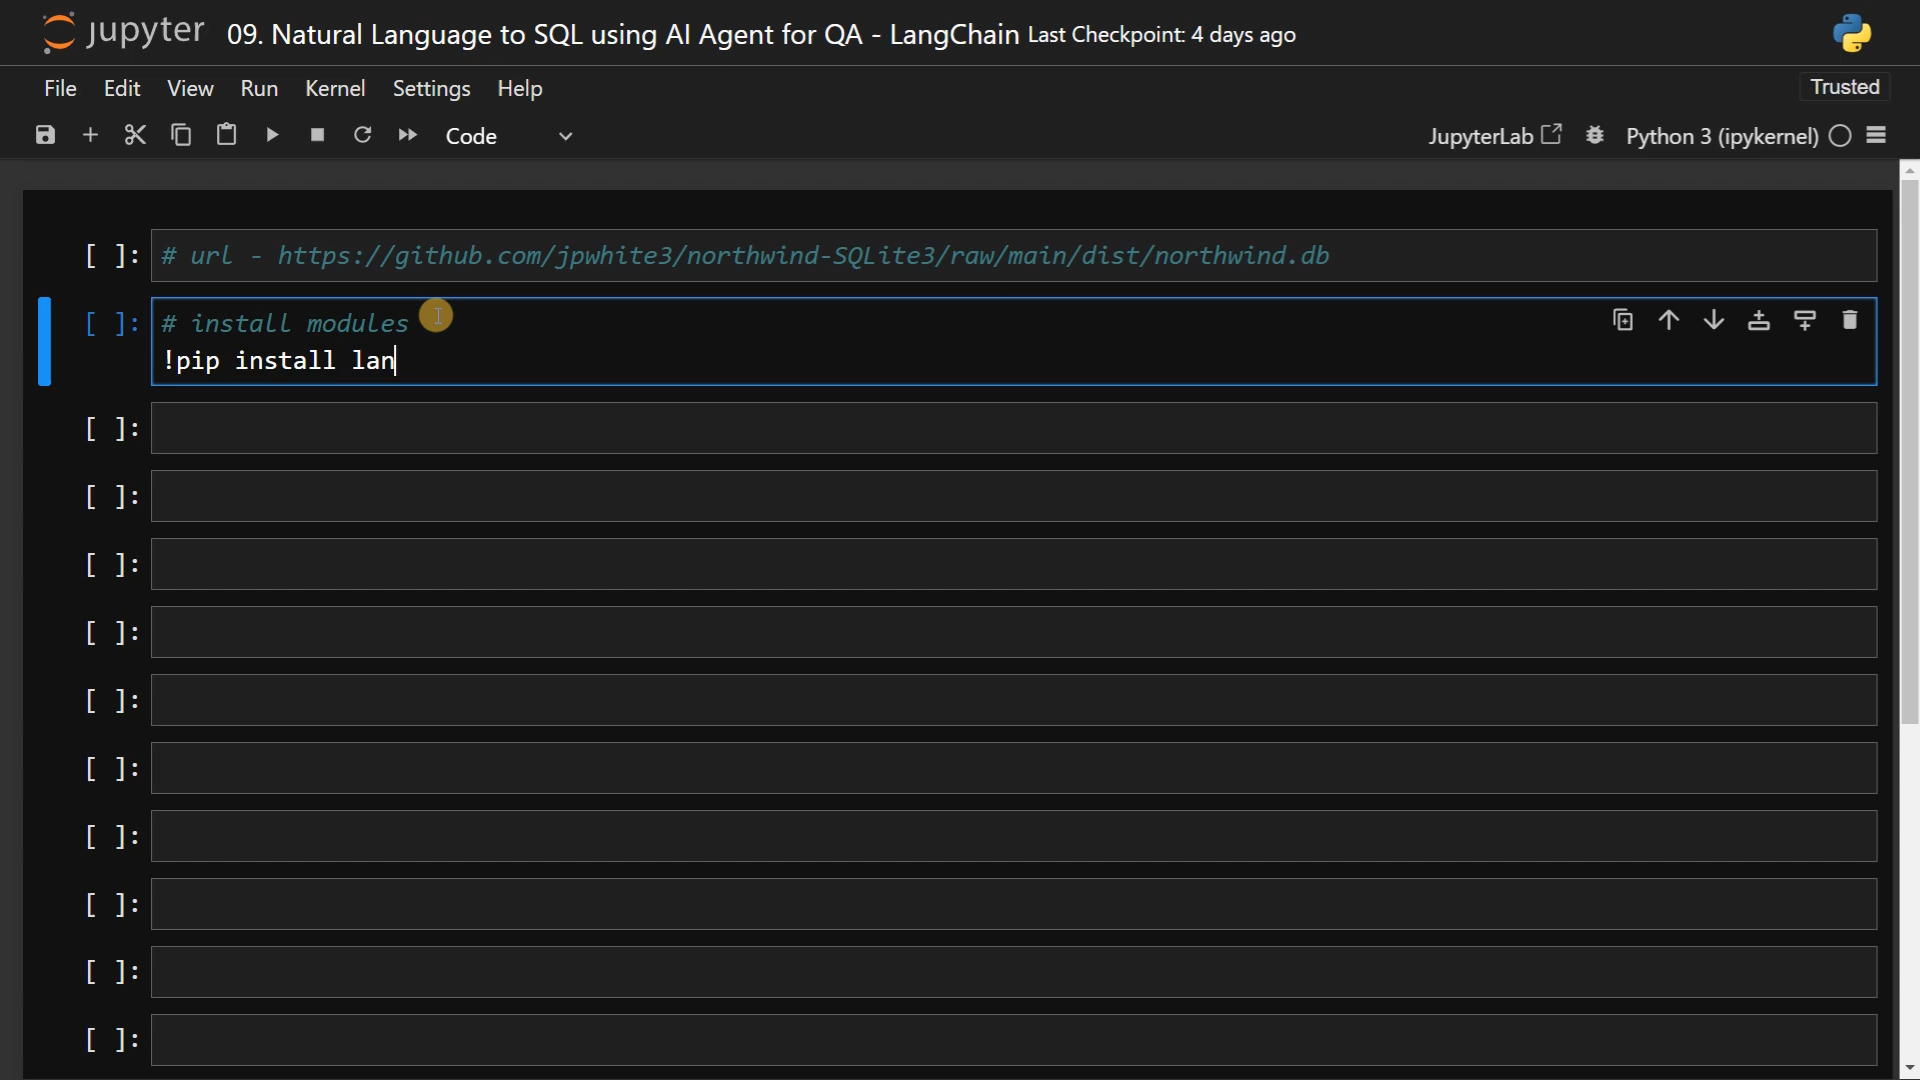 jupyter 09. Natural Language to SQL using AI Agent for QA - LangChain Last Checkpoint: 4 days ago
File Edit View Run Kernel Settings Help Trusted
Code JupyterLab Python 3 (ipykernel)
[ ]: # url - https://github.com/jpwhite3/northwind-SQLite3/raw/main/dist/northwind.db
[ ]: # install modules
!pip install lan
[ ]:
[ ]:
[ ]:
[ ]:
[ ]:
[ ]:
[ ]:
[ ]:
[ ]:
[ ]: